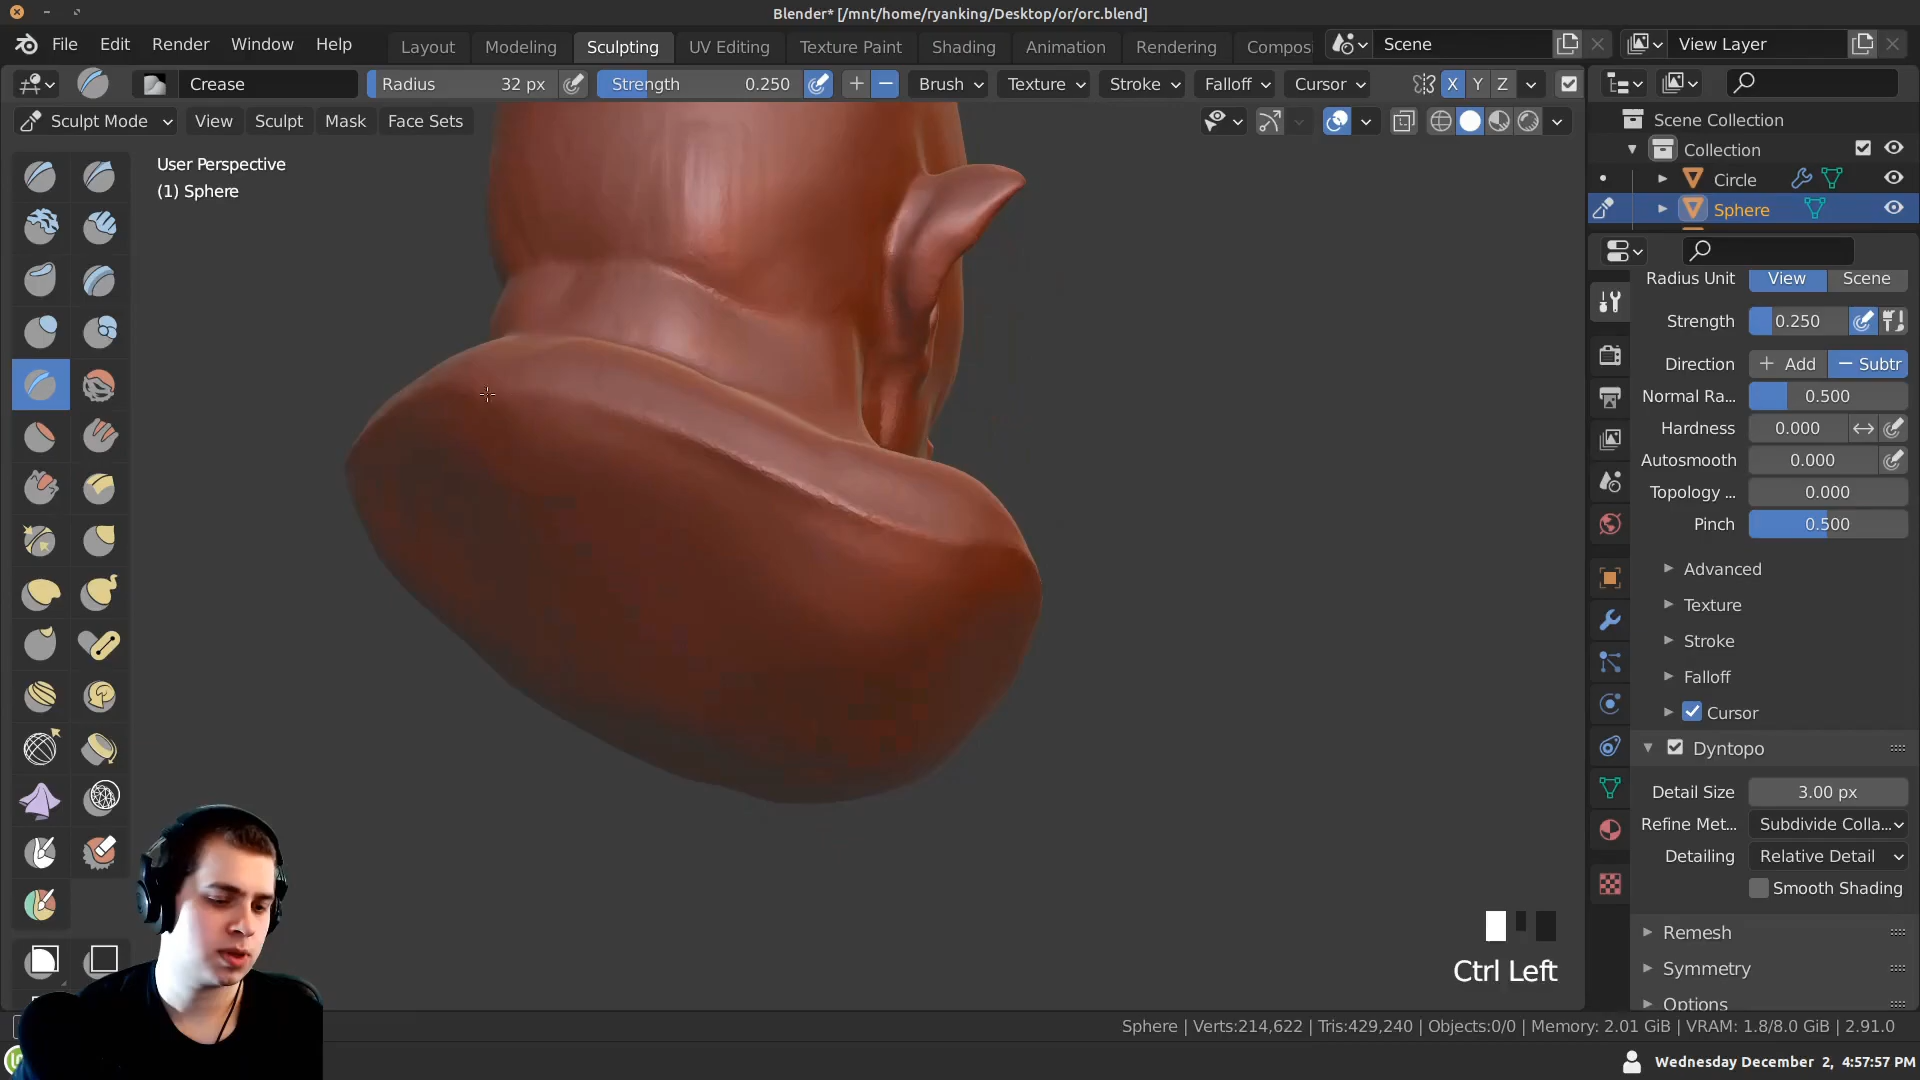 Blender* [/mnt/home/ryanking/Desktop/or/orc.blend]
File Edit Render Window Help Layout Modeling Sculpting UV Editing Texture Paint Shading Animation Rendering Compos Scene View Layer
Crease Radius 32 px Strength 0.250 Brush Texture Stroke Falloff Cursor X Y Z
Sculpt Mode View Sculpt Mask Face Sets
User Perspective
(1) Sphere
Scene Collection
Collection
Circle
Sphere
Radius Unit View Scene
Strength 0.250
Direction + Add − Subtr
Normal Ra... 0.500
Hardness 0.000
Autosmooth 0.000
Topology ... 0.000
Pinch 0.500
Advanced
Texture
Stroke
Falloff
Cursor
Dyntopo
Detail Size 3.00 px
Refine Met... Subdivide Colla...
Detailing Relative Detail
Smooth Shading
Remesh
Symmetry
Options
Ctrl Left
Sphere | Verts:214,622 | Tris:429,240 | Objects:0/0 | Memory: 2.01 GiB | VRAM: 1.8/8.0 GiB | 2.91.0
Wednesday December 2, 4:57:57 PM